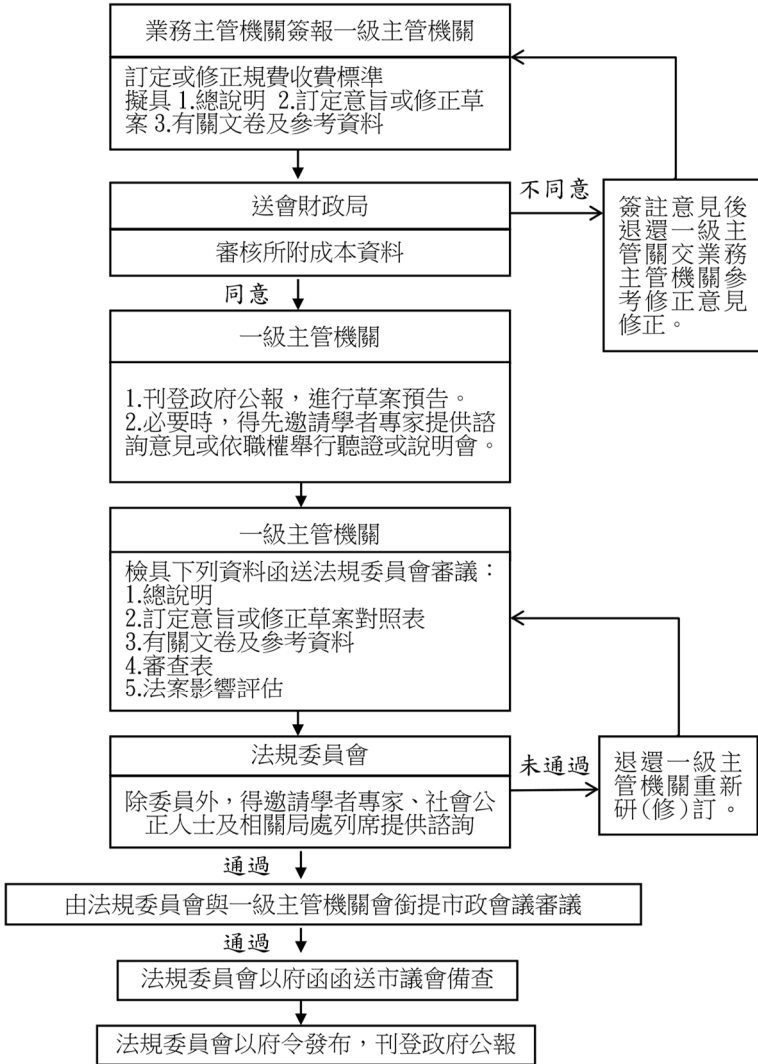 業務主管機關簽報一級主管機關
訂定或修正規費收費標準
擬具 1.總說明 2.訂定意旨或修正草
案 3.有關文卷及參考資料
送會財政局
審核所附成本資料
不同意
簽註意見後
退還一級主
管關交業務
主管機關參
考修正意見
修正。
同意
一級主管機關
1.刊登政府公報，進行草案預告。
2.必要時，得先邀請學者專家提供諮
詢意見或依職權舉行聽證或說明會。
一級主管機關
檢具下列資料函送法規委員會審議：
1.總說明
2.訂定意旨或修正草案對照表
3.有關文卷及參考資料
4.審查表
5.法案影響評估
法規委員會
除委員外，得邀請學者專家、社會公
正人士及相關局處列席提供諮詢
未通過
退還一級主
管機關重新
研(修)訂。
通過
由法規委員會與一級主管機關會銜提市政會議審議
通過
法規委員會以府函函送市議會備查
法規委員會以府令發布，刊登政府公報